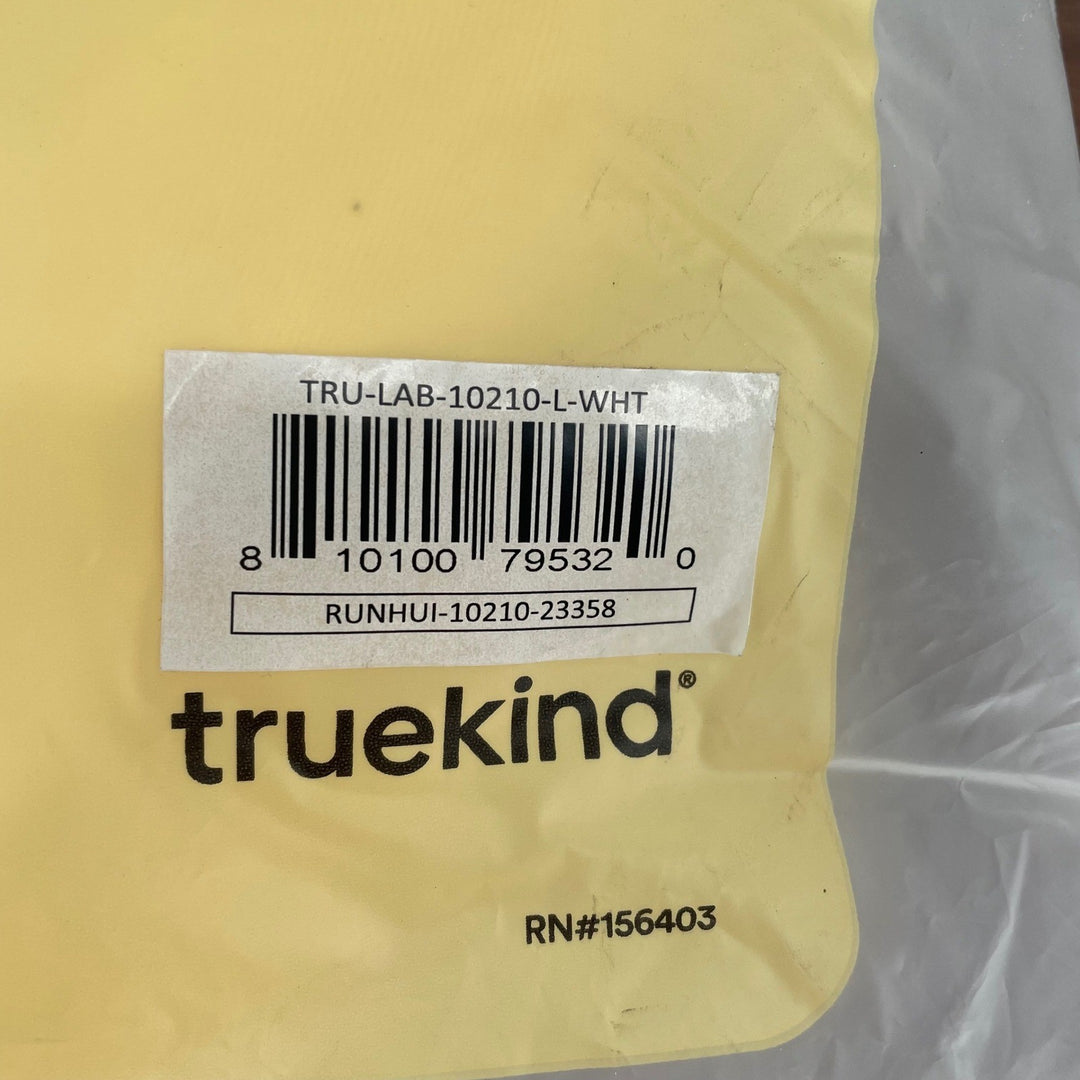 TRU-LAB-10210-L-WHT
8 10100 79532 0
RUNHUI-10210-23358
truekind®
RN#156403